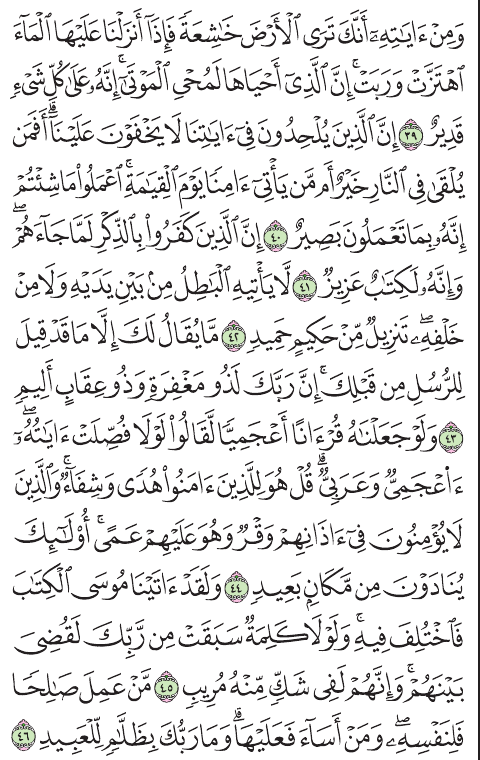 وَمِنْ ءَايَٰتِهِۦٓ أَنَّكَ تَرَى ٱلْأَرْضَ خَٰشِعَةً فَإِذَآ أَنزَلْنَا عَلَيْهَا ٱلْمَآءَ
ٱهْتَزَّتْ وَرَبَتْ ۚ إِنَّ ٱلَّذِىٓ أَحْيَاهَا لَمُحْىِ ٱلْمَوْتَىٰٓ ۚ إِنَّهُۥ عَلَىٰ كُلِّ شَىْءٍ
قَدِيرٌ ٣٩ إِنَّ ٱلَّذِينَ يُلْحِدُونَ فِىٓ ءَايَٰتِنَا لَا يَخْفَوْنَ عَلَيْنَآ ۗ أَفَمَن
يُلْقَىٰ فِى ٱلنَّارِ خَيْرٌ أَم مَّن يَأْتِىٓ ءَامِنًا يَوْمَ ٱلْقِيَٰمَةِ ۚ ٱعْمَلُوا۟ مَا شِئْتُمْ
إِنَّهُۥ بِمَا تَعْمَلُونَ بَصِيرٌ ٤٠ إِنَّ ٱلَّذِينَ كَفَرُوا۟ بِٱلذِّكْرِ لَمَّا جَآءَهُمْ ۖ
وَإِنَّهُۥ لَكِتَٰبٌ عَزِيزٌ ٤١ لَّا يَأْتِيهِ ٱلْبَٰطِلُ مِنۢ بَيْنِ يَدَيْهِ وَلَا مِنْ
خَلْفِهِۦ ۖ تَنزِيلٌ مِّنْ حَكِيمٍ حَمِيدٍ ٤٢ مَّا يُقَالُ لَكَ إِلَّا مَا قَدْ قِيلَ
لِلرُّسُلِ مِن قَبْلِكَ ۚ إِنَّ رَبَّكَ لَذُو مَغْفِرَةٍ وَذُو عِقَابٍ أَلِيمٍ
٤٣ وَلَوْ جَعَلْنَٰهُ قُرْءَانًا أَعْجَمِيًّا لَّقَالُوا۟ لَوْلَا فُصِّلَتْ ءَايَٰتُهُۥٓ ۖ
ءَا۬عْجَمِىٌّ وَعَرَبِىٌّ ۗ قُلْ هُوَ لِلَّذِينَ ءَامَنُوا۟ هُدًى وَشِفَآءٌ ۖ وَٱلَّذِينَ
لَا يُؤْمِنُونَ فِىٓ ءَاذَانِهِمْ وَقْرٌ وَهُوَ عَلَيْهِمْ عَمًى ۚ أُو۟لَٰٓئِكَ
يُنَادَوْنَ مِن مَّكَانٍۭ بَعِيدٍ ٤٤ وَلَقَدْ ءَاتَيْنَا مُوسَى ٱلْكِتَٰبَ
فَٱخْتُلِفَ فِيهِ ۗ وَلَوْلَا كَلِمَةٌ سَبَقَتْ مِن رَّبِّكَ لَقُضِىَ
بَيْنَهُمْ ۚ وَإِنَّهُمْ لَفِى شَكٍّ مِّنْهُ مُرِيبٍ ٤٥ مَّنْ عَمِلَ صَٰلِحًا
فَلِنَفْسِهِۦ ۖ وَمَنْ أَسَآءَ فَعَلَيْهَا ۗ وَمَا رَبُّكَ بِظَلَّٰمٍ لِّلْعَبِيدِ ٤٦